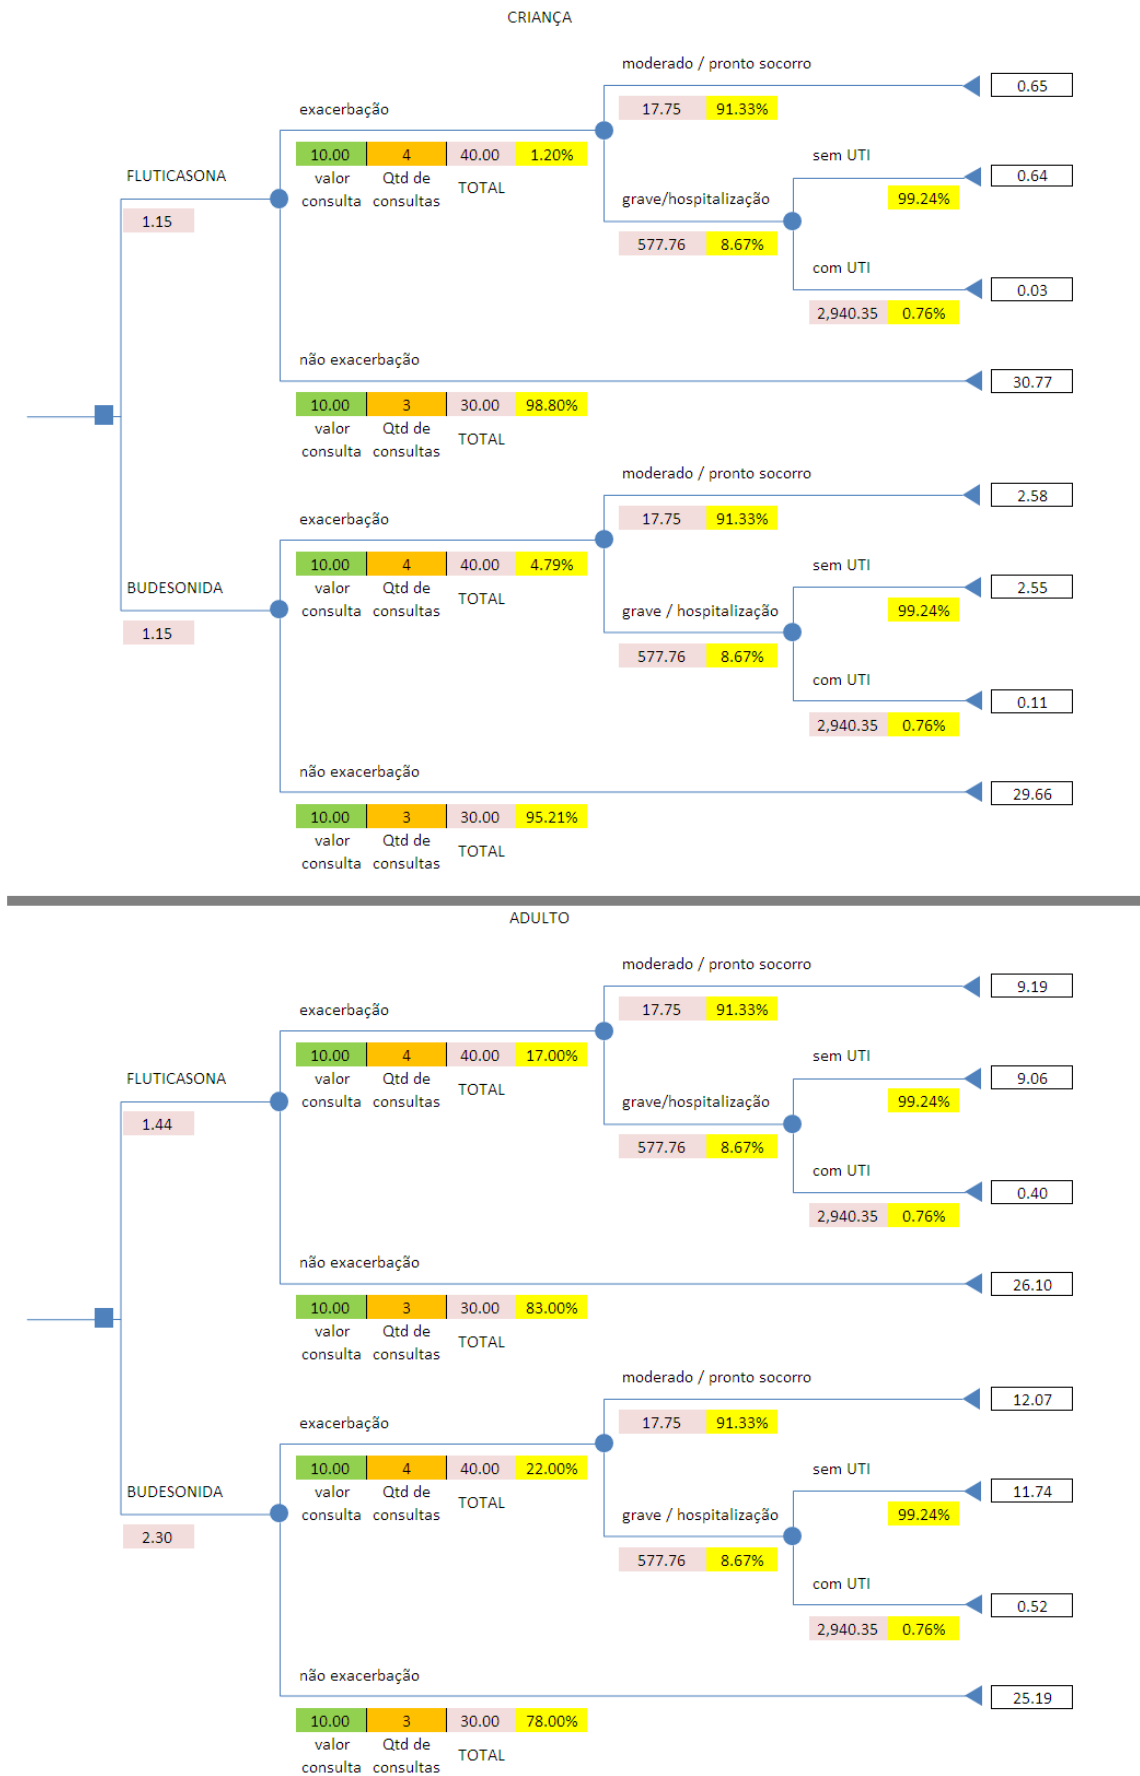 CRIANÇA
moderado / pronto socorro
0.65
exacerbação
17.75 91.33%
10.00 4 40.00 1.20%
sem UTI
FLUTICASONA
valor Qtd de
consulta consultas
TOTAL
0.64
grave/hospitalização
99.24%
1.15
577.76 8.67%
com UTI
0.03
2,940.35 0.76%
não exacerbação
30.77
10.00 3 30.00 98.80%
valor Qtd de
consulta consultas
TOTAL
moderado / pronto socorro
2.58
exacerbação
17.75 91.33%
10.00 4 40.00 4.79%
sem UTI
BUDESONIDA
valor Qtd de
consulta consultas
TOTAL
2.55
grave / hospitalização
99.24%
1.15
577.76 8.67%
com UTI
0.11
2,940.35 0.76%
não exacerbação
29.66
10.00 3 30.00 95.21%
valor Qtd de
consulta consultas
TOTAL
ADULTO
moderado / pronto socorro
9.19
exacerbação
17.75 91.33%
10.00 4 40.00 17.00%
sem UTI
FLUTICASONA
valor Qtd de
consulta consultas
TOTAL
9.06
grave/hospitalização
99.24%
1.44
577.76 8.67%
com UTI
0.40
2,940.35 0.76%
não exacerbação
26.10
10.00 3 30.00 83.00%
valor Qtd de
consulta consultas
TOTAL
moderado / pronto socorro
12.07
exacerbação
17.75 91.33%
10.00 4 40.00 22.00%
sem UTI
BUDESONIDA
valor Qtd de
consulta consultas
TOTAL
11.74
grave / hospitalização
99.24%
2.30
577.76 8.67%
com UTI
0.52
2,940.35 0.76%
não exacerbação
25.19
10.00 3 30.00 78.00%
valor Qtd de
consulta consultas
TOTAL